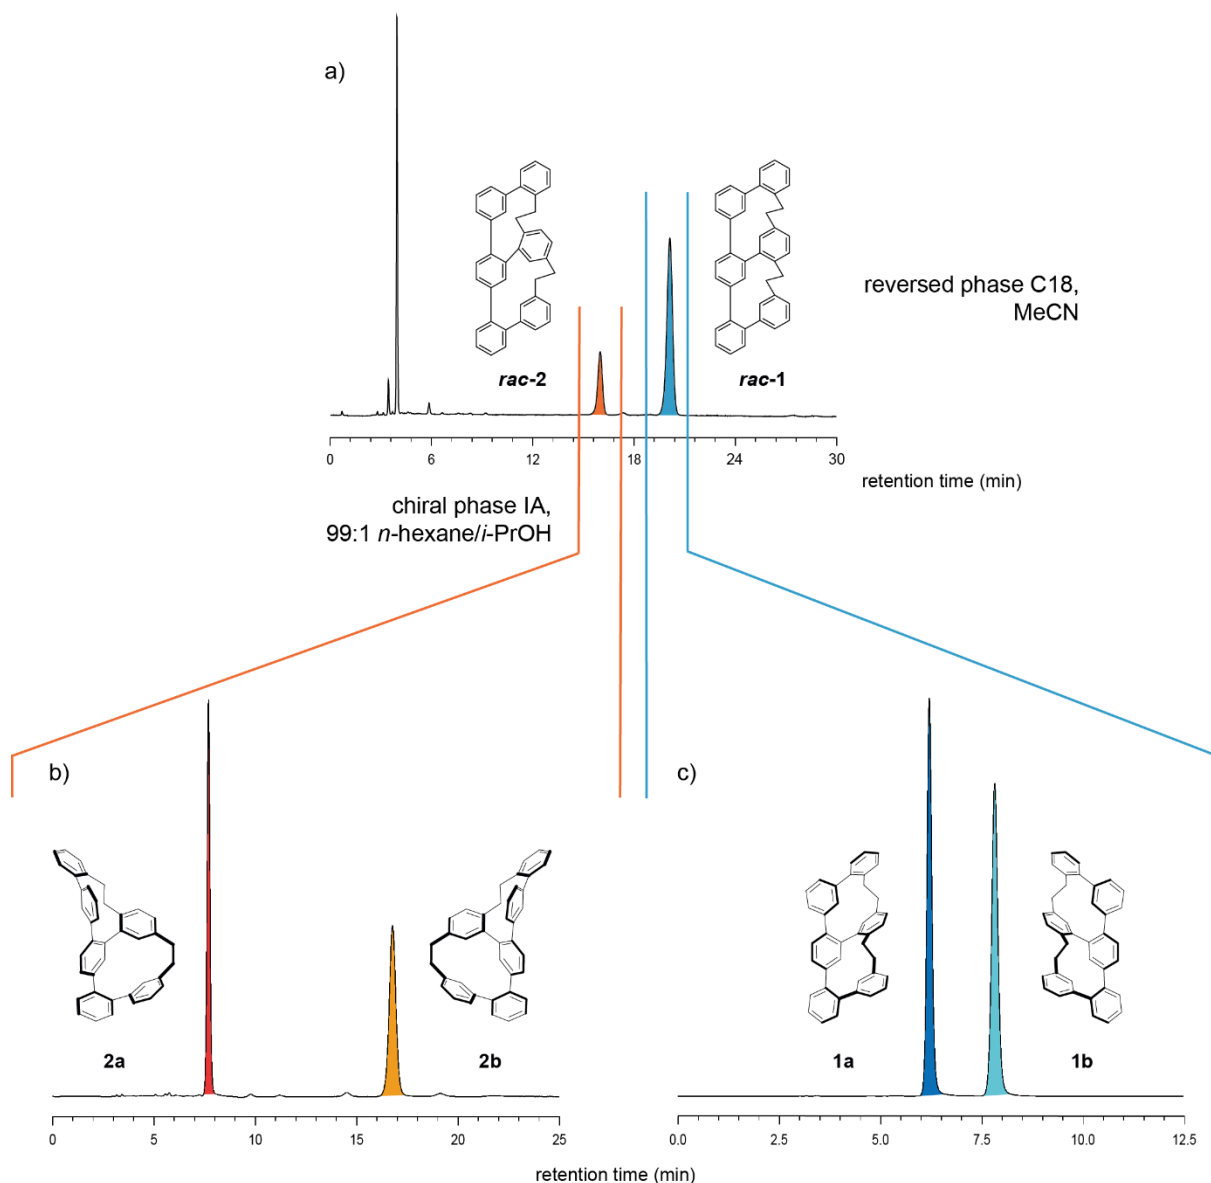 a)
reversed phase C18,
MeCN
rac-2
rac-1
0 6 12 18 24 30
retention time (min)
chiral phase IA,
99:1 n-hexane/i-PrOH
b)
c)
2a
2b
1a
1b
0 5 10 15 20 25
0.0 2.5 5.0 7.5 10.0 12.5
retention time (min)